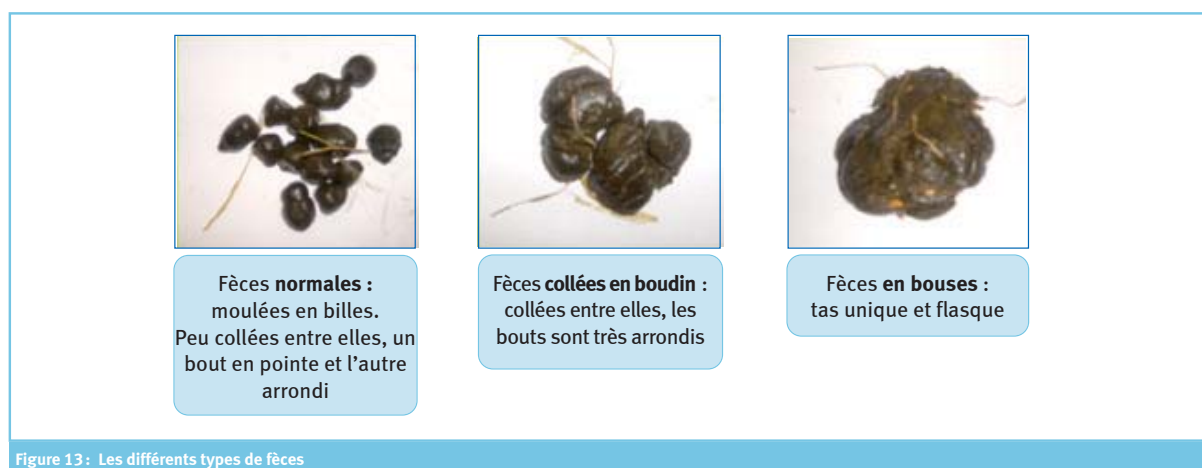 Fèces normales :
moulées en billes.
Peu collées entre elles, un
bout en pointe et l’autre
arrondi
Fèces collées en boudin :
collées entre elles, les
bouts sont très arrondis
Fèces en bouses :
tas unique et flasque
Figure 13 : Les différents types de fèces